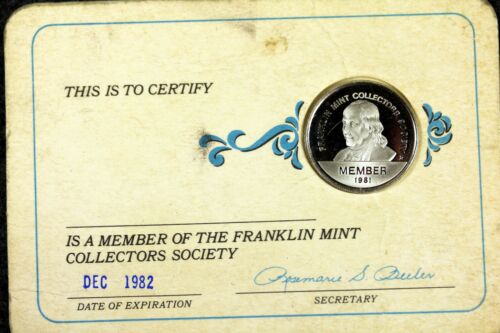 THIS IS TO CERTIFY
FRANKLIN MINT COLLECTORS SOCIETY
MEMBER
1981
IS A MEMBER OF THE FRANKLIN MINT
COLLECTORS SOCIETY
DEC 1982
DATE OF EXPIRATION
Rosemarie S.
SECRETARY